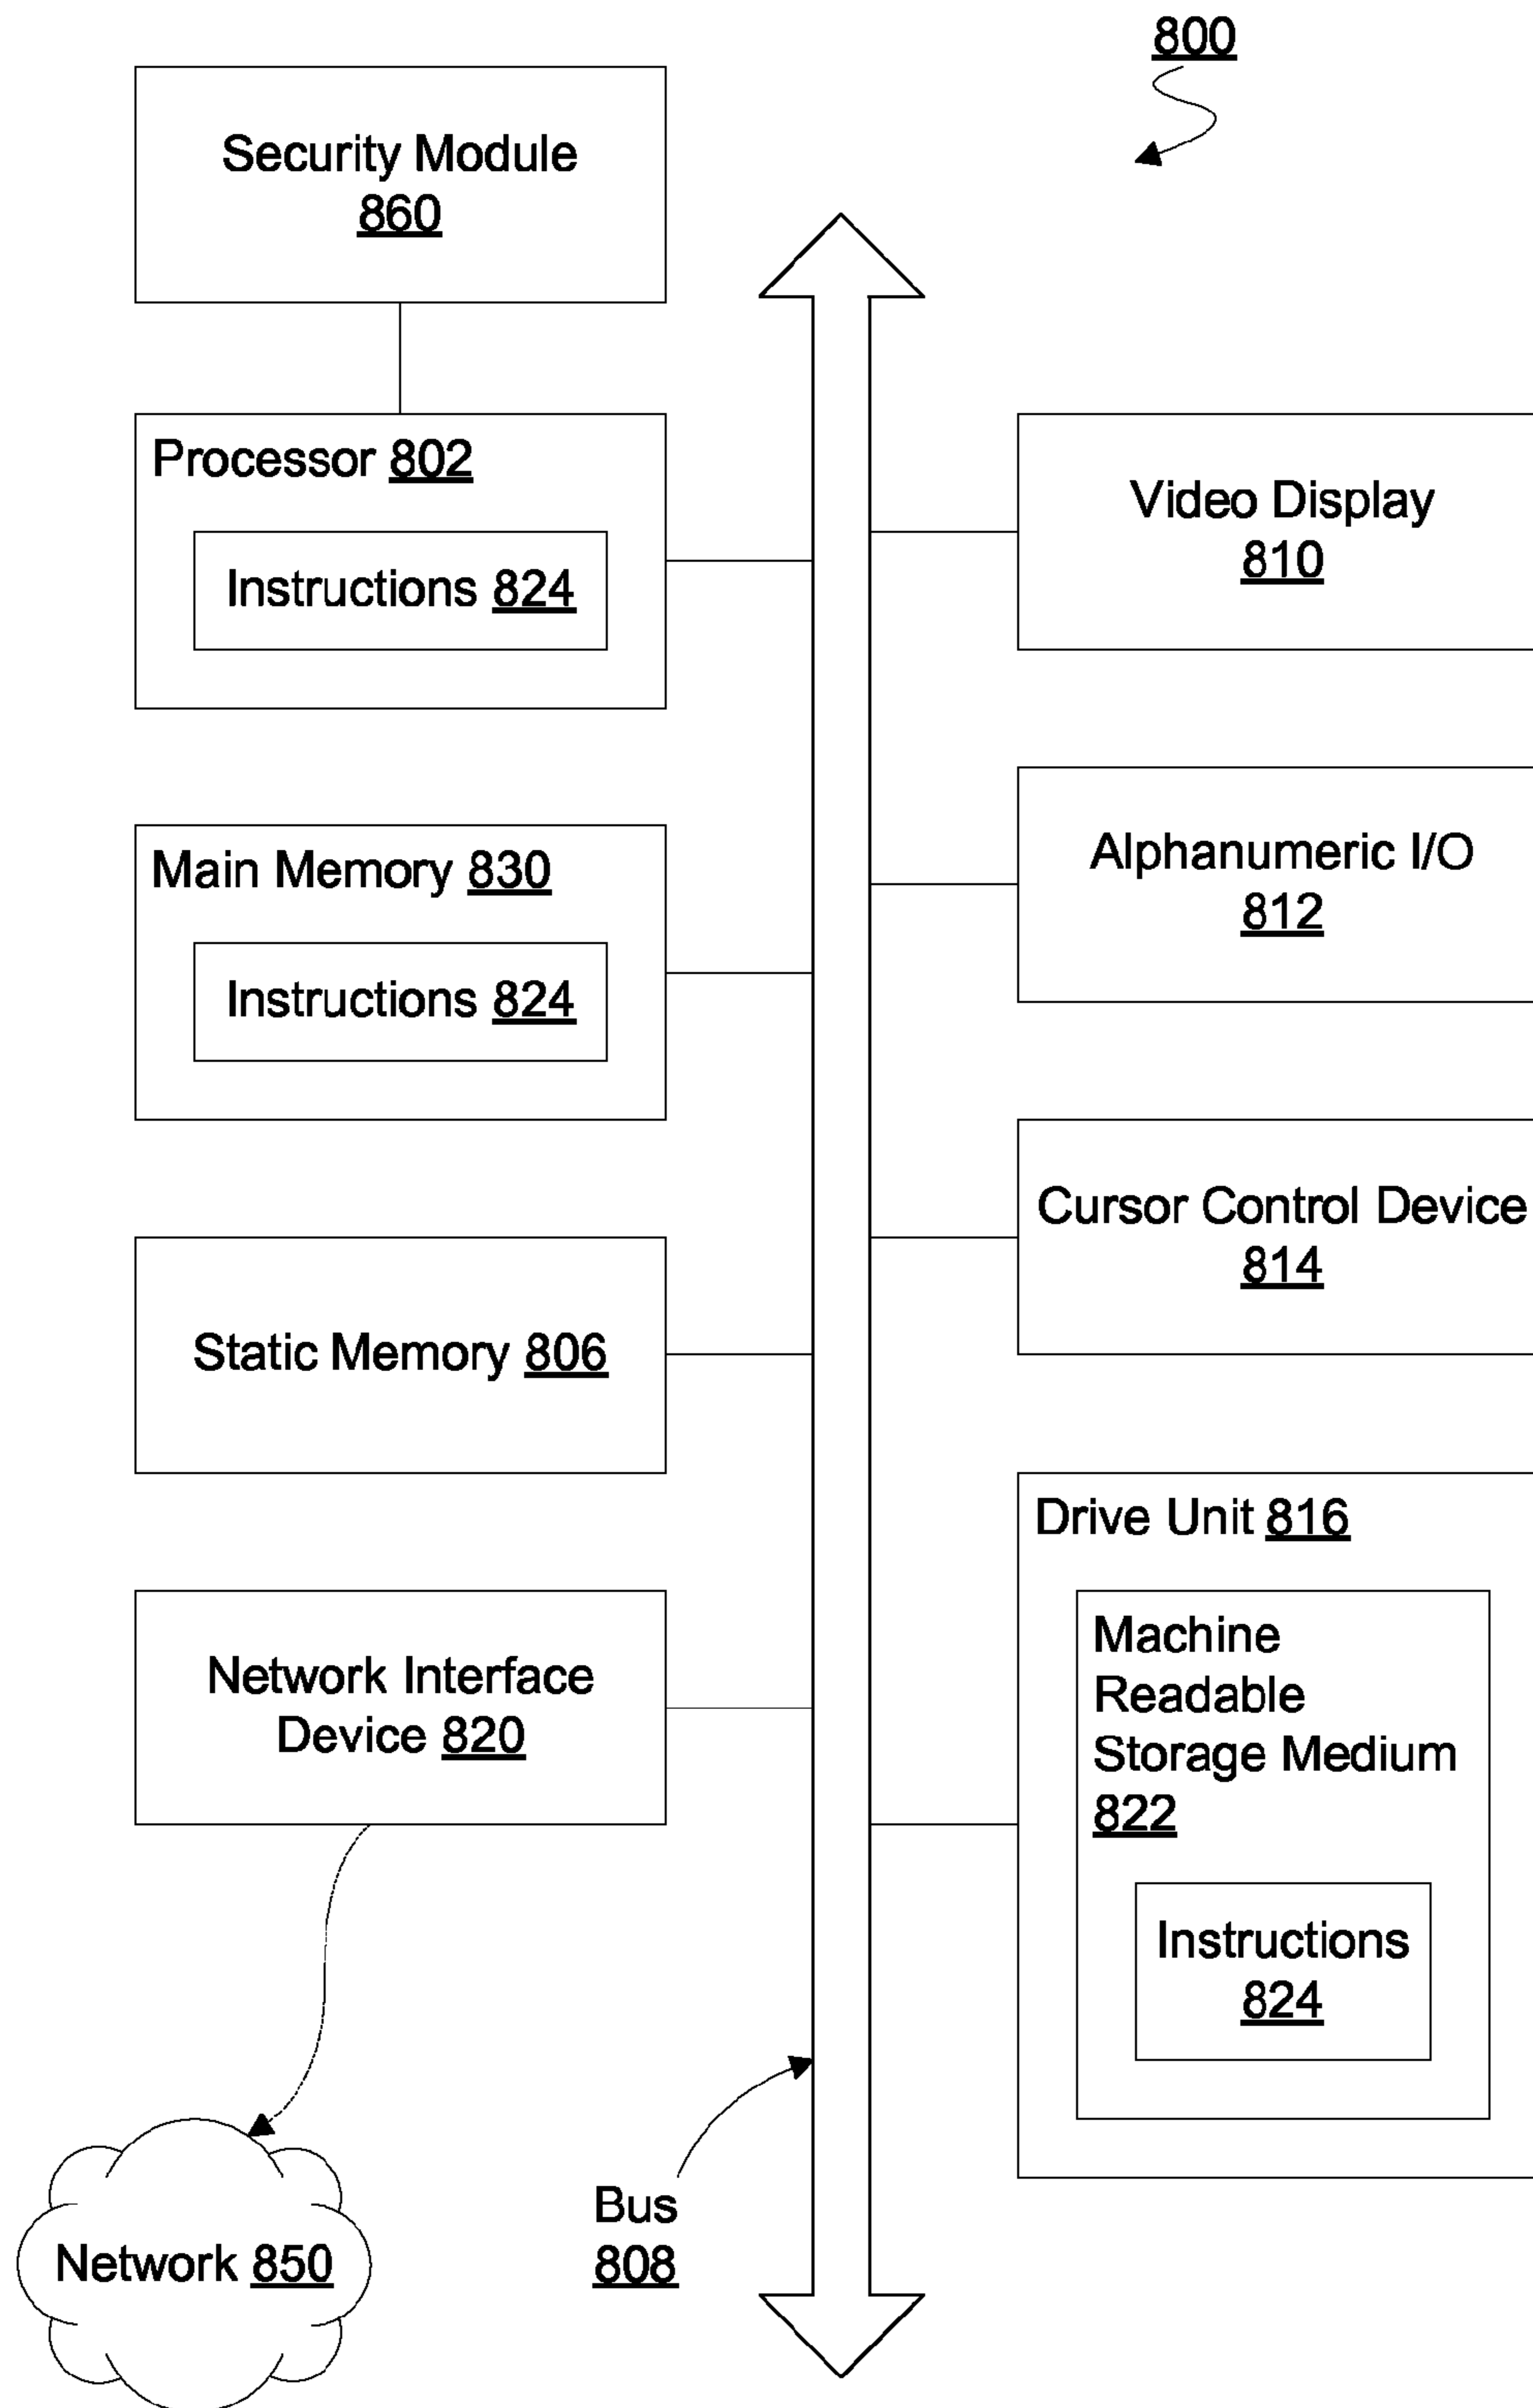 800
Security Module
860
Processor 802
Instructions 824
Video Display
810
Main Memory 830
Instructions 824
Alphanumeric I/O
812
Cursor Control Device
814
Static Memory 806
Drive Unit 816
Machine
Readable
Storage Medium
822
Instructions
824
Network Interface
Device 820
Bus
808
Network 850